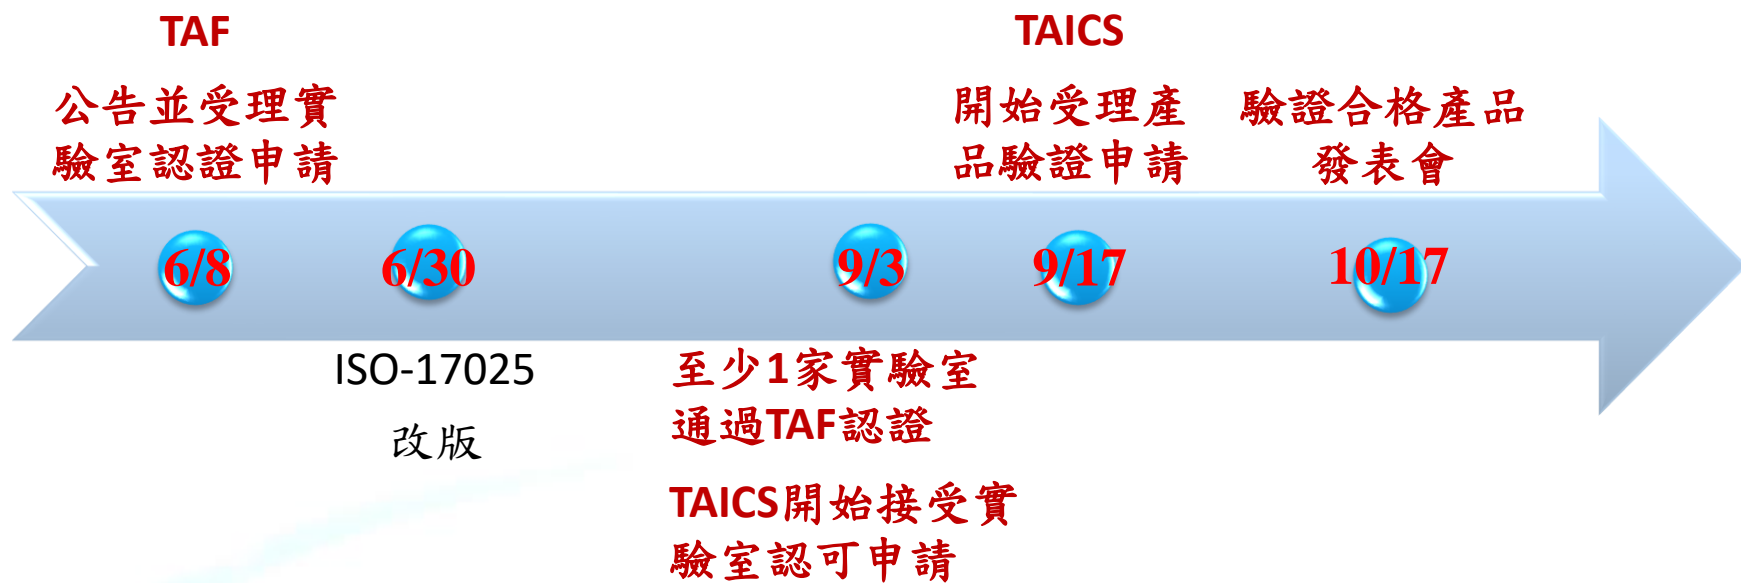 TAF
公告並受理實
驗室認證申請
TAICS
開始受理產
品驗證申請
驗證合格產品
發表會
6/8
6/30
9/3
9/17
10/17
ISO-17025
改版
至少1家實驗室
通過TAF認證
TAICS開始接受實
驗室認可申請